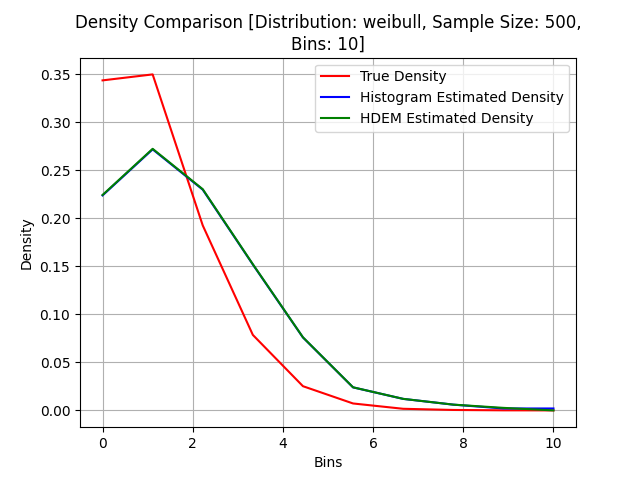 Density Comparison [Distribution: weibull, Sample Size: 500,
Bins: 10]
True Density
Histogram Estimated Density
HDEM Estimated Density
0.35
0.30
0.25
0.20
0.15
0.10
0.05
0.00
Density
0 2 4 6 8 10
Bins